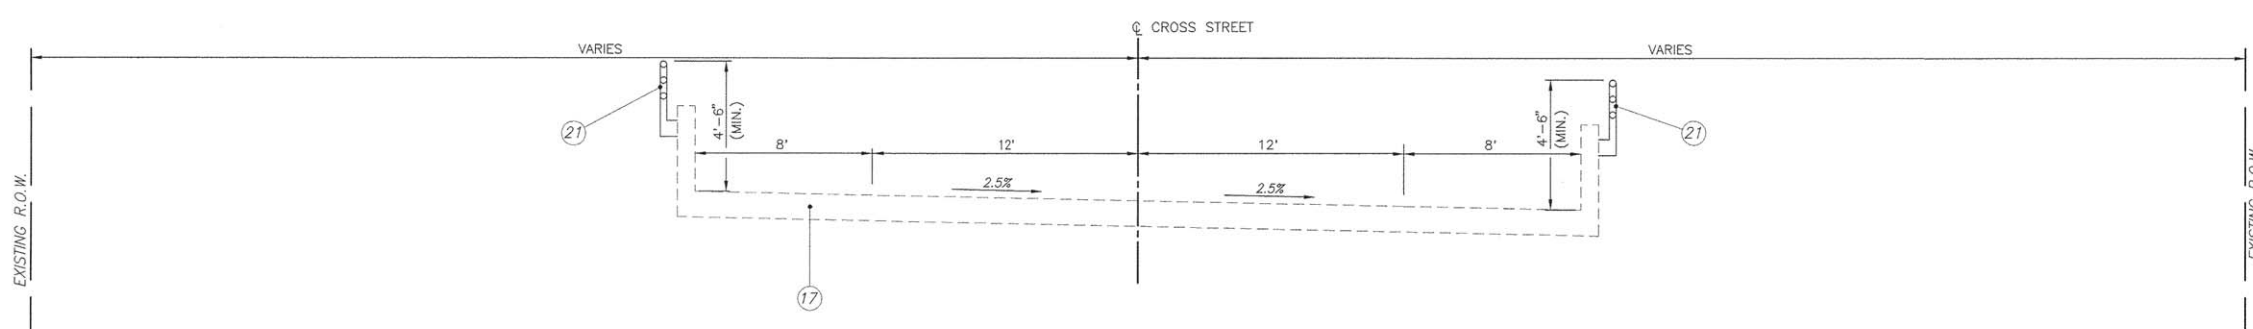 ℄ CROSS STREET
VARIES
VARIES
21
4'-6"
(MIN.)
4'-6"
(MIN.)
21
8'
12'
12'
8'
2.5%
2.5%
EXISTING R.O.W.
EXISTING R.O.W.
17